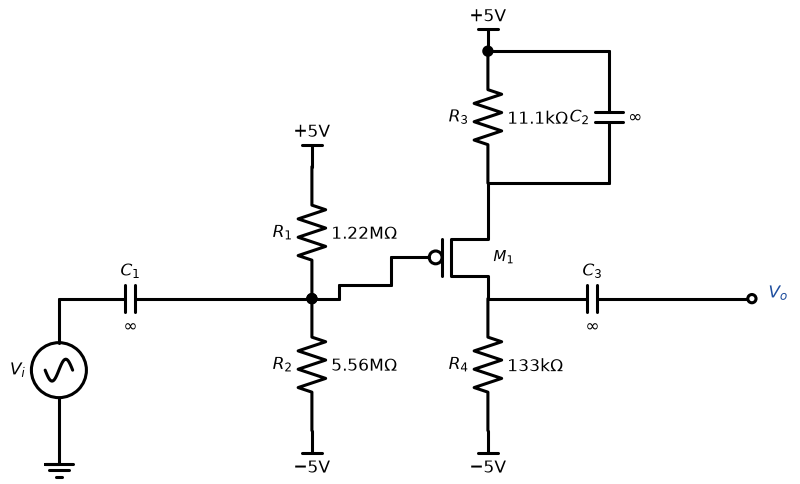 +5V
R3 11.1kΩ C2 ∞
+5V
R1 1.22MΩ
M1
C1
∞
C3
∞
Vo
Vi
R2 5.56MΩ
R4 133kΩ
−5V
−5V